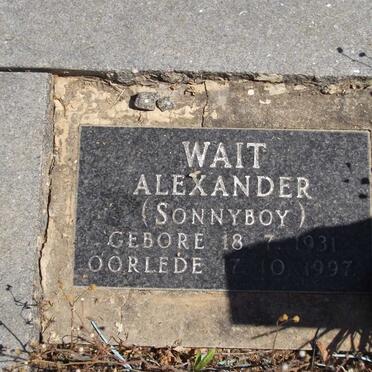 WAIT
ALEXANDER
(SONNYBOY)
GEBORE 18 7 1931
OORLEDE 7 10 1997